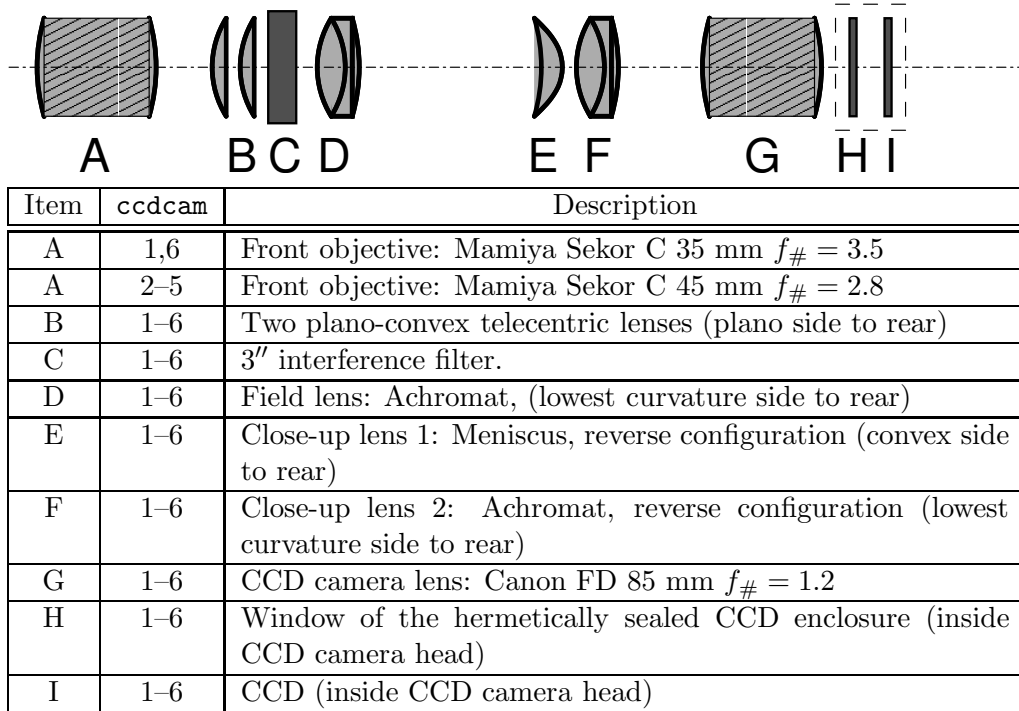 A B C D E F G H I
Item ccdcam Description
A 1,6 Front objective: Mamiya Sekor C 35 mm f# = 3.5
A 2–5 Front objective: Mamiya Sekor C 45 mm f# = 2.8
B 1–6 Two plano-convex telecentric lenses (plano side to rear)
C 1–6 3′′ interference filter.
D 1–6 Field lens: Achromat, (lowest curvature side to rear)
E 1–6 Close-up lens 1: Meniscus, reverse configuration (convex side
to rear)
F 1–6 Close-up lens 2: Achromat, reverse configuration (lowest
curvature side to rear)
G 1–6 CCD camera lens: Canon FD 85 mm f# = 1.2
H 1–6 Window of the hermetically sealed CCD enclosure (inside
CCD camera head)
I 1–6 CCD (inside CCD camera head)